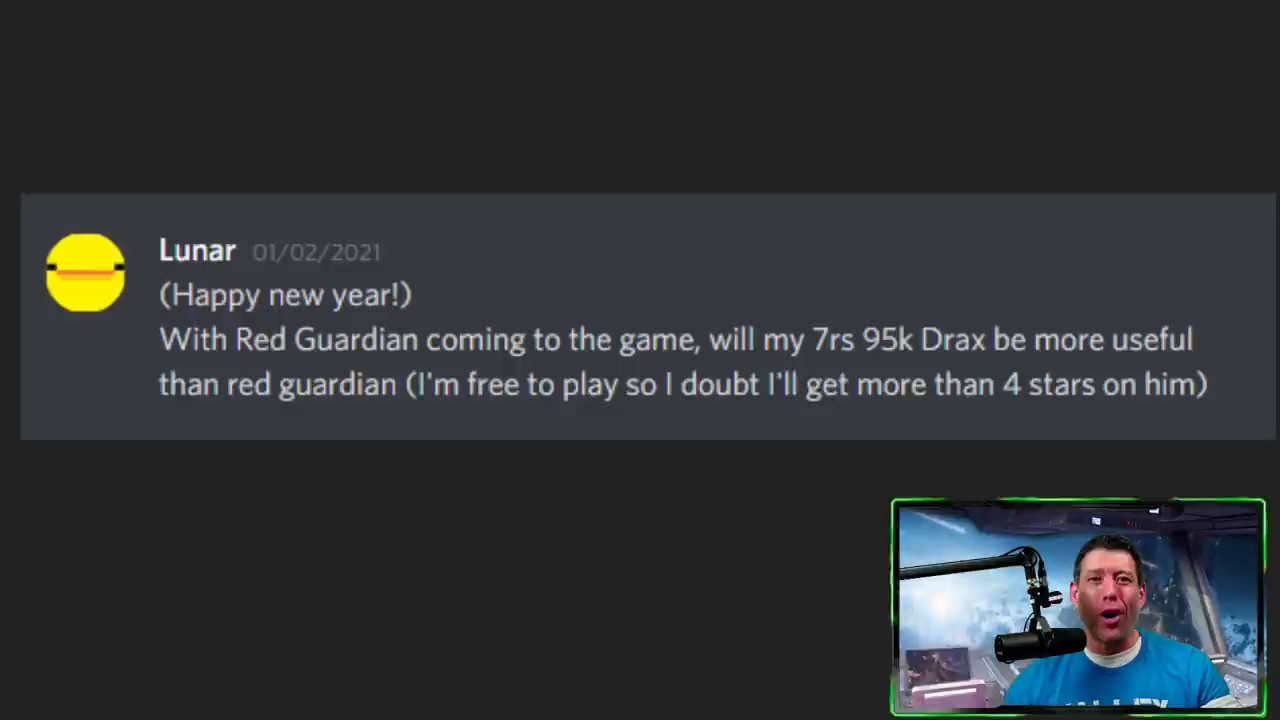 Lunar 01/02/2021
(Happy new year!)
With Red Guardian coming to the game, will my 7rs 95k Drax be more useful
than red guardian (I'm free to play so I doubt I'll get more than 4 stars on him)